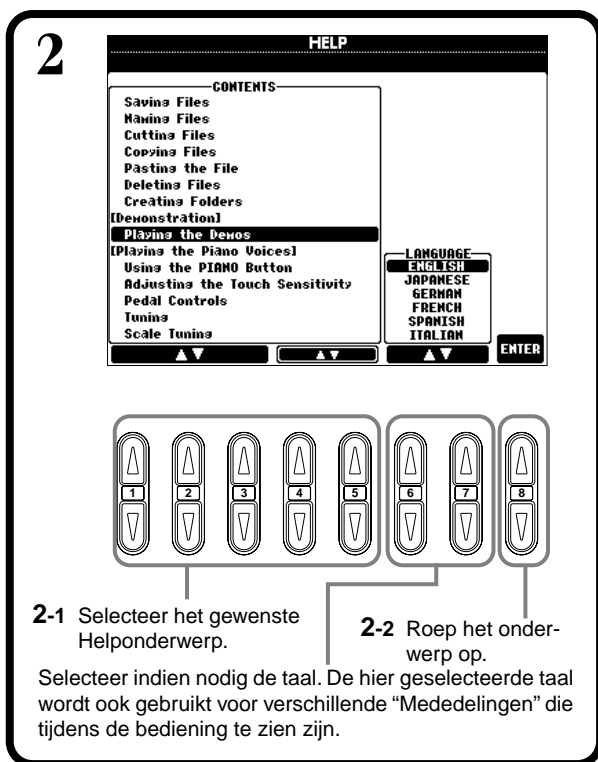 2
HELP
CONTENTS
Saving Files
Naming Files
Cutting Files
Copying Files
Pasting the File
Deleting Files
Creating Folders
[Demonstration]
Playing the Demos
[Playing the Piano Voices]
Using the PIANO Button
Adjusting the Touch Sensitivity
Pedal Controls
Tuning
Scale Tuning
LANGUAGE
ENGLISH
JAPANESE
GERMAN
FRENCH
SPANISH
ITALIAN
ENTER
1 2 3 4 5 6 7 8
2-1 Selecteer het gewenste
Helponderwerp.
2-2 Roep het onder-
werp op.
Selecteer indien nodig de taal. De hier geselecteerde taal
wordt ook gebruikt voor verschillende “Mededelingen” die
tijdens de bediening te zien zijn.